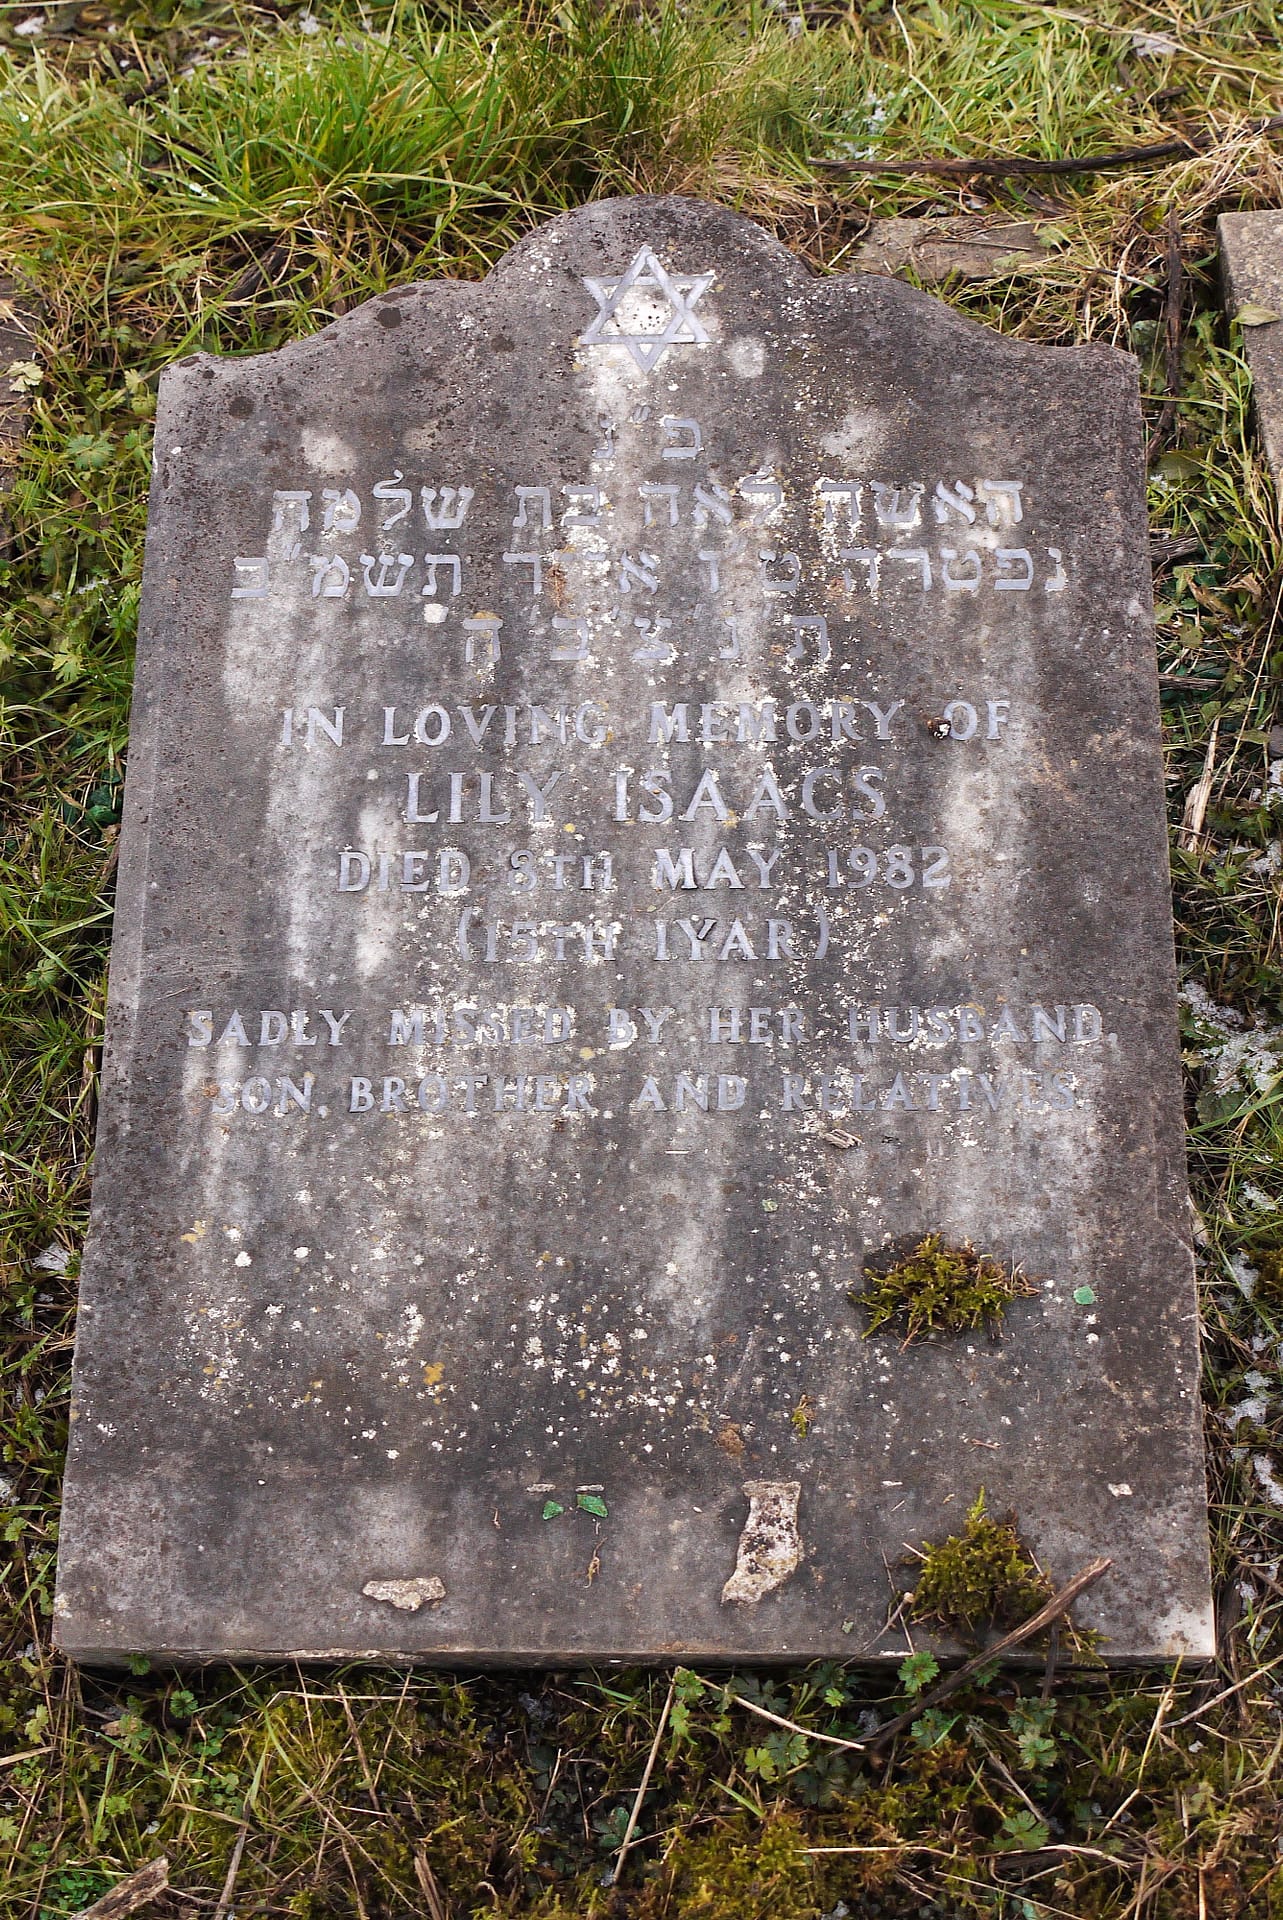 פ"נ
האשה לאה בת שלמה
נפטרה ט"ו אייר תשמ"ב
ת'נ'צ'ב'ה'
IN LOVING MEMORY OF
LILY ISAACS
DIED 8TH MAY 1982
(15TH IYAR)
SADLY MISSED BY HER HUSBAND,
SON, BROTHER AND RELATIVES